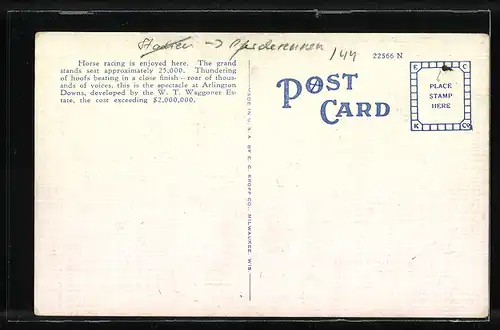 Stadien → Pferderennen
/44
Horse racing is enjoyed here. The grand
stands seat approximately 25,000. Thundering
of hoofs beating in a close finish—roar of thous-
ands of voices, this is the spectacle at Arlington
Downs, developed by the W. T. Waggoner Es-
tate, the cost exceeding $2,000,000.
22566 N
POST
CARD
E C
PLACE
STAMP
HERE
K Co
MADE IN U.S.A. BY E. C. KROPP CO., MILWAUKEE, WIS.